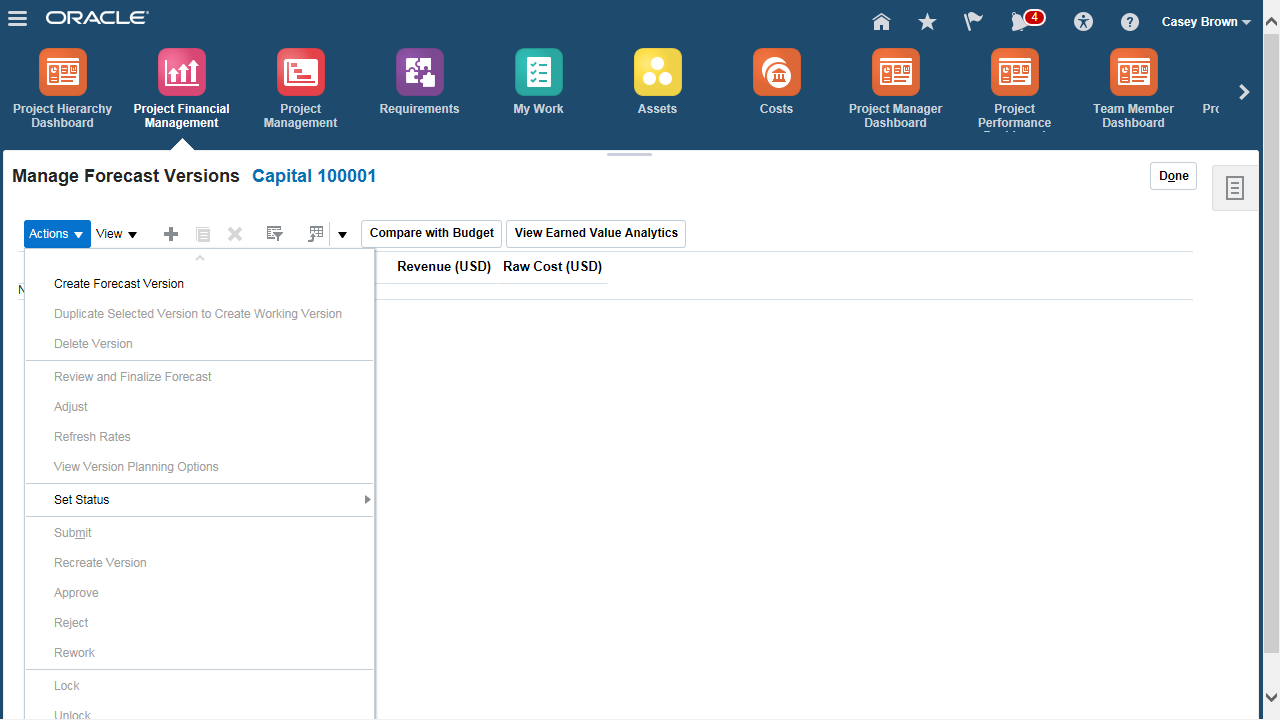 ORACLE
4
Casey Brown
Project Hierarchy
Dashboard
Project Financial
Management
Project
Management
Requirements
My Work
Assets
Costs
Project Manager
Dashboard
Project
Performance
Team Member
Dashboard
Pro
Manage Forecast Versions Capital 100001
Done
Actions View
Compare with Budget
View Earned Value Analytics
Revenue (USD) Raw Cost (USD)
Create Forecast Version
Duplicate Selected Version to Create Working Version
Delete Version
Review and Finalize Forecast
Adjust
Refresh Rates
View Version Planning Options
Set Status
Submit
Recreate Version
Approve
Reject
Rework
Lock
Unlock